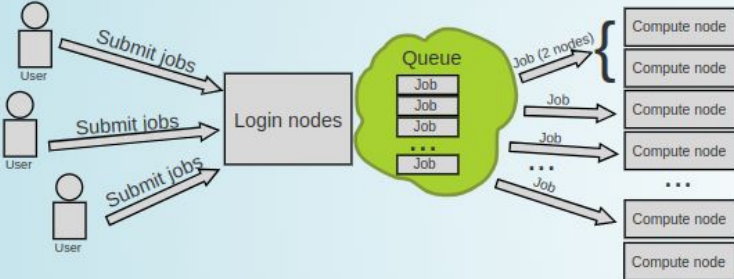 User
Submit jobs
User
Submit jobs
User
Submit jobs
Login nodes
Queue
Job
Job
Job
...
Job
Job (2 nodes)
Job
Job
...
Job
Compute node
Compute node
Compute node
Compute node
...
Compute node
Compute node